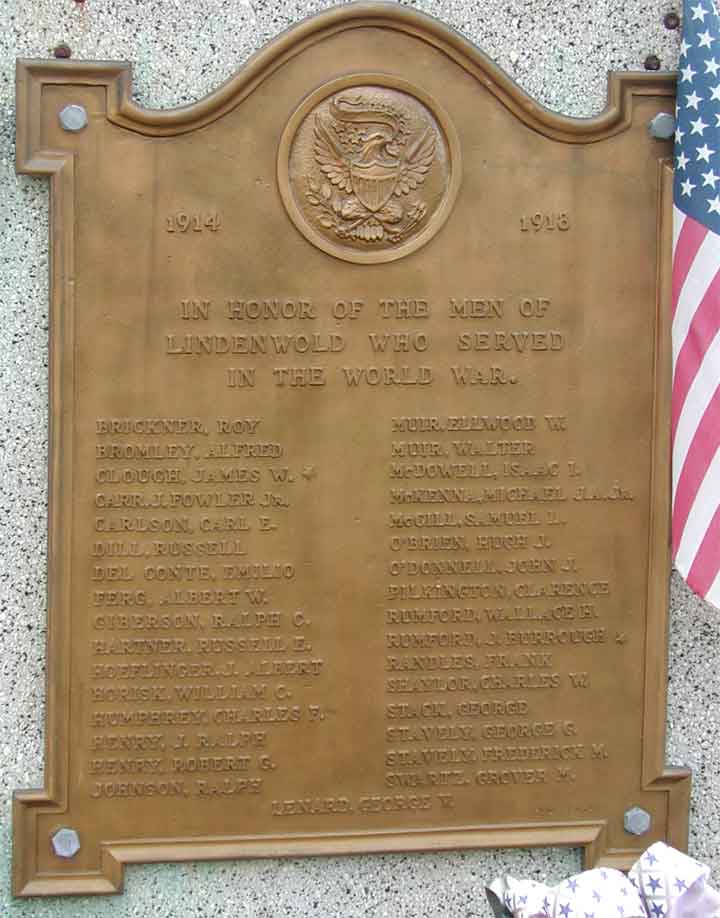 1914
1918
IN HONOR OF THE MEN OF
LINDENWOLD WHO SERVED
IN THE WORLD WAR.
BRICKNER, ROY
BROMLEY, ALFRED
CLOUGH, JAMES W. *
CARR, J. FOWLER JR.
CARLSON, CARL E.
DILL, RUSSELL
DEL CONTE, EMILIO
FERG, ALBERT W.
GIBERSON, RALPH C.
HARTNER, RUSSELL E.
HOEFLINGER, J. ALBERT
HORISK, WILLIAM C.
HUMPHREY, CHARLES F.
HENRY, J. RALPH
HENRY, ROBERT G.
JOHNSON, RALPH
MUIR, ELLWOOD W.
MUIR, WALTER
McDOWELL, ISAAC I.
McKENNA, MICHAEL J.A. JR.
McGILL, SAMUEL L.
O'BRIEN, HUGH J.
O'DONNELL, JOHN J.
PILKINGTON, CLARENCE
RUMFORD, WALLACE H.
RUMFORD, J. BURROUGH *
RANDLES, FRANK
SHAYLOR, CHARLES W.
STACK, GEORGE
STAVELY, GEORGE G.
STAVELY, FREDERICK M.
SWARTZ, GROVER M.
LENARD, GEORGE V.